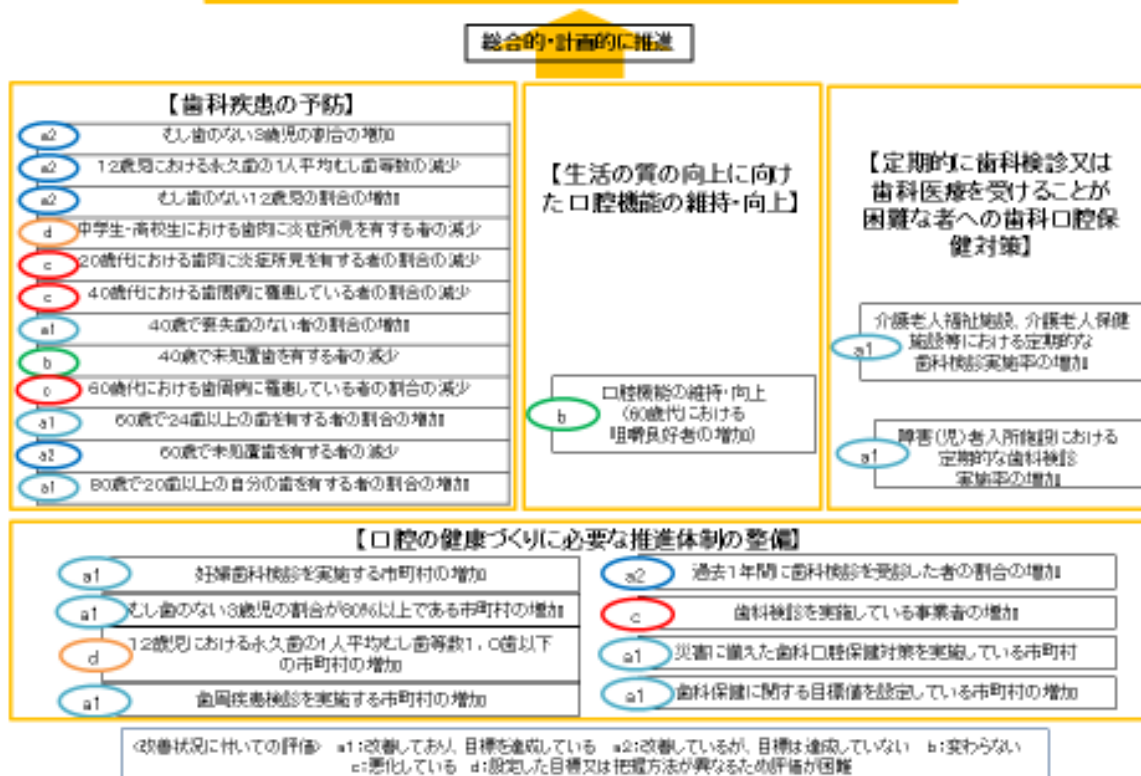 総合的・計画的に推進
【歯科疾患の予防】
a2 むし歯のない3歳児の割合の増加
a2 12歳児における永久歯の1人平均むし歯等数の減少
a2 むし歯のない12歳児の割合の増加
d 中学生・高校生における歯肉に炎症所見を有する者の減少
c 20歳代における歯肉に炎症所見を有する者の割合の減少
c 40歳代における歯周病に罹患している者の割合の減少
a1 40歳で喪失歯のない者の割合の増加
b 40歳で未処置歯を有する者の減少
c 60歳代における歯周病に罹患している者の割合の減少
a1 60歳で24歯以上の歯を有する者の割合の増加
a2 60歳で未処置歯を有する者の減少
a1 80歳で20歯以上の自分の歯を有する者の割合の増加
【生活の質の向上に向け
た口腔機能の維持・向上】
b 口腔機能の維持・向上
(60歳代における
咀嚼良好者の増加)
【定期的に歯科検診又は
歯科医療を受けることが
困難な者への歯科口腔保
健対策】
介護老人福祉施設、介護老人保健
a1 施設等における定期的な
歯科検診実施率の増加
障害(児)者入所施設における
a1 定期的な歯科検診
実施率の増加
【口腔の健康づくりに必要な推進体制の整備】
a1 妊婦歯科検診を実施する市町村の増加
a1 むし歯のない3歳児の割合が80%以上である市町村の増加
d 12歳児における永久歯の1人平均むし歯等数1.0歯以下
の市町村の増加
a1 歯周疾患検診を実施する市町村の増加
a2 過去1年間に歯科検診を受診した者の割合の増加
c 歯科検診を実施している事業者の増加
a1 災害に備えた歯科口腔保健対策を実施している市町村
a1 歯科保健に関する目標値を設定している市町村の増加
<改善状況に付いての評価> a1:改善しており、目標を達成している a2:改善しているが、目標は達成していない b:変わらない
c:悪化している d:設定した目標又は把握方法が異なるため評価が困難